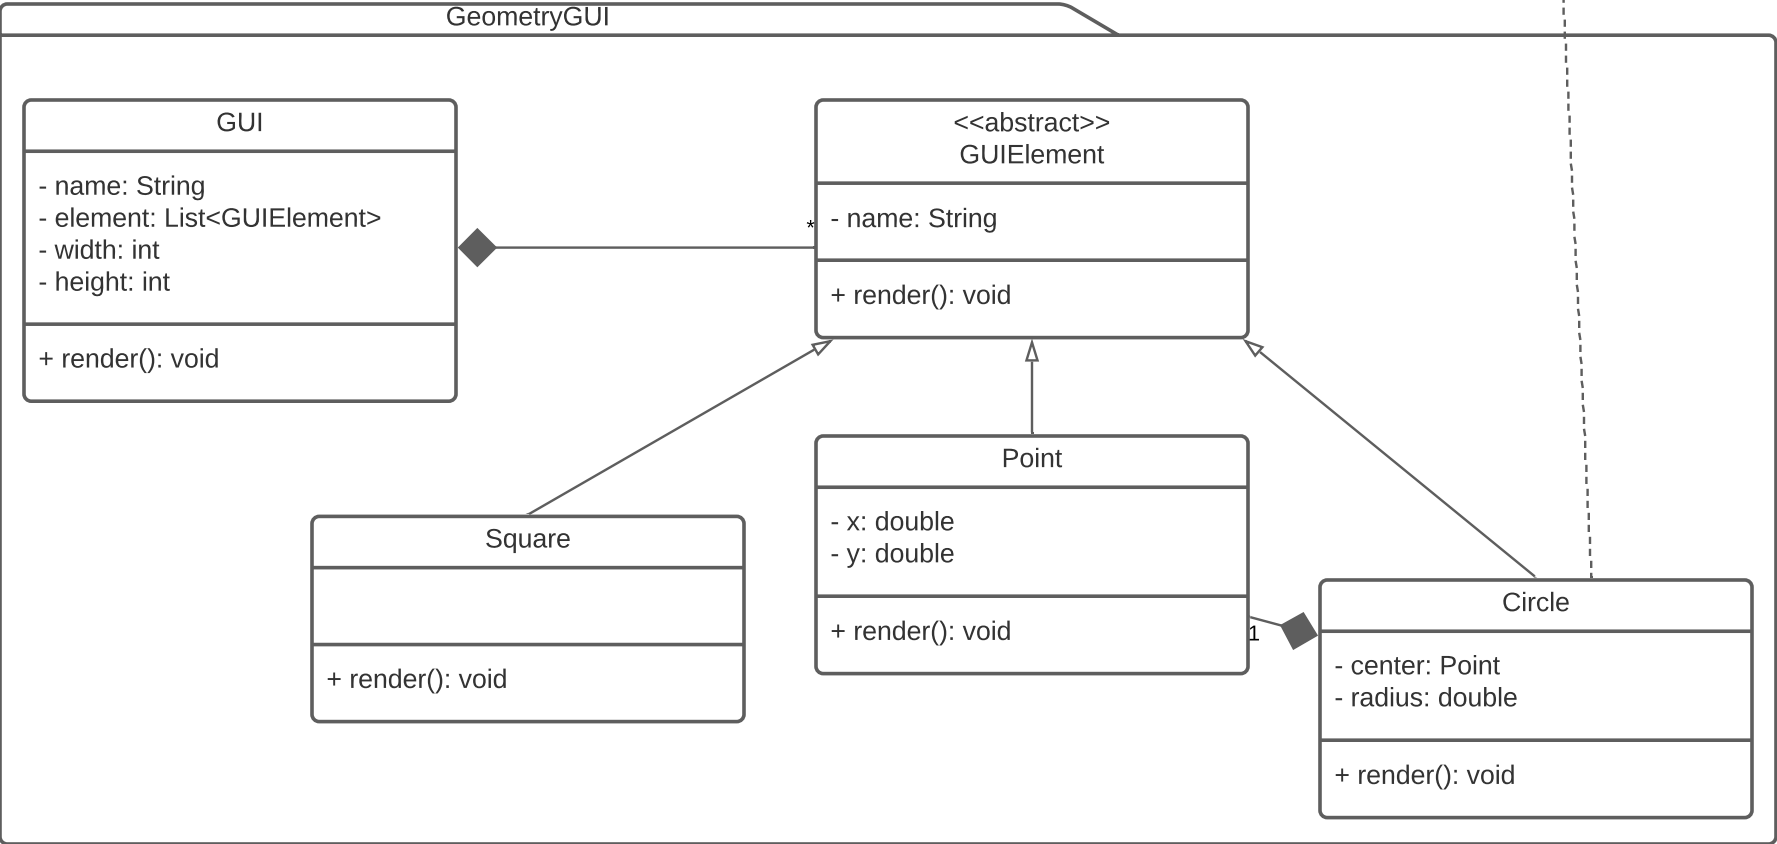 GeometryGUI
GUI
- name: String
- element: List<GUIElement>
- width: int
- height: int
+ render(): void
*
<<abstract>>
GUIElement
- name: String
+ render(): void
Square
+ render(): void
Point
- x: double
- y: double
+ render(): void
1
Circle
- center: Point
- radius: double
+ render(): void